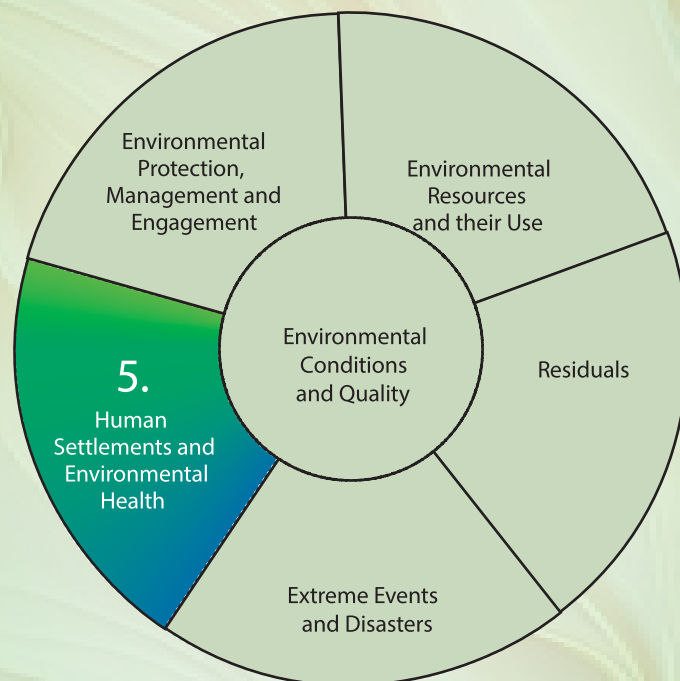 Environmental
Protection,
Management and
Engagement
Environmental
Resources
and their Use
Environmental
Conditions
and Quality
Residuals
5.
Human
Settlements and
Environmental
Health
Extreme Events
and Disasters